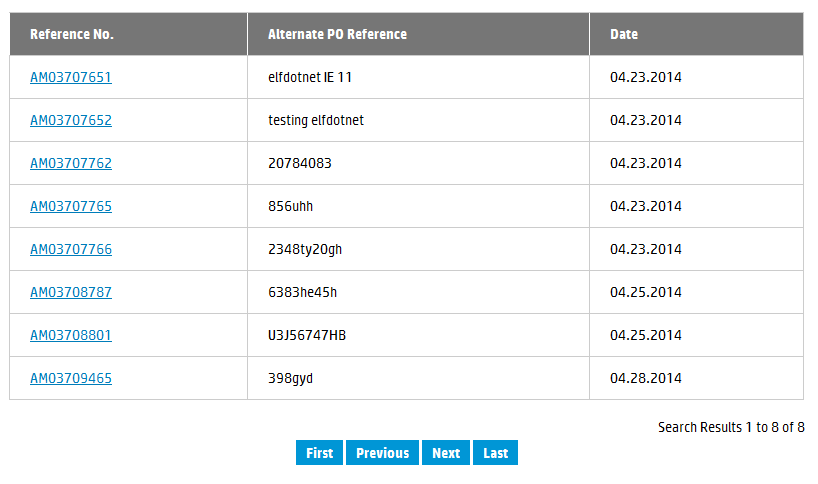 Reference No. Alternate PO Reference Date
AM03707651 elfdotnet IE 11 04.23.2014
AM03707652 testing elfdotnet 04.23.2014
AM03707762 20784083 04.23.2014
AM03707765 856uhh 04.23.2014
AM03707766 2348ty20gh 04.23.2014
AM03708787 6383he45h 04.25.2014
AM03708801 U3J56747HB 04.25.2014
AM03709465 398gyd 04.28.2014
Search Results 1 to 8 of 8
First Previous Next Last